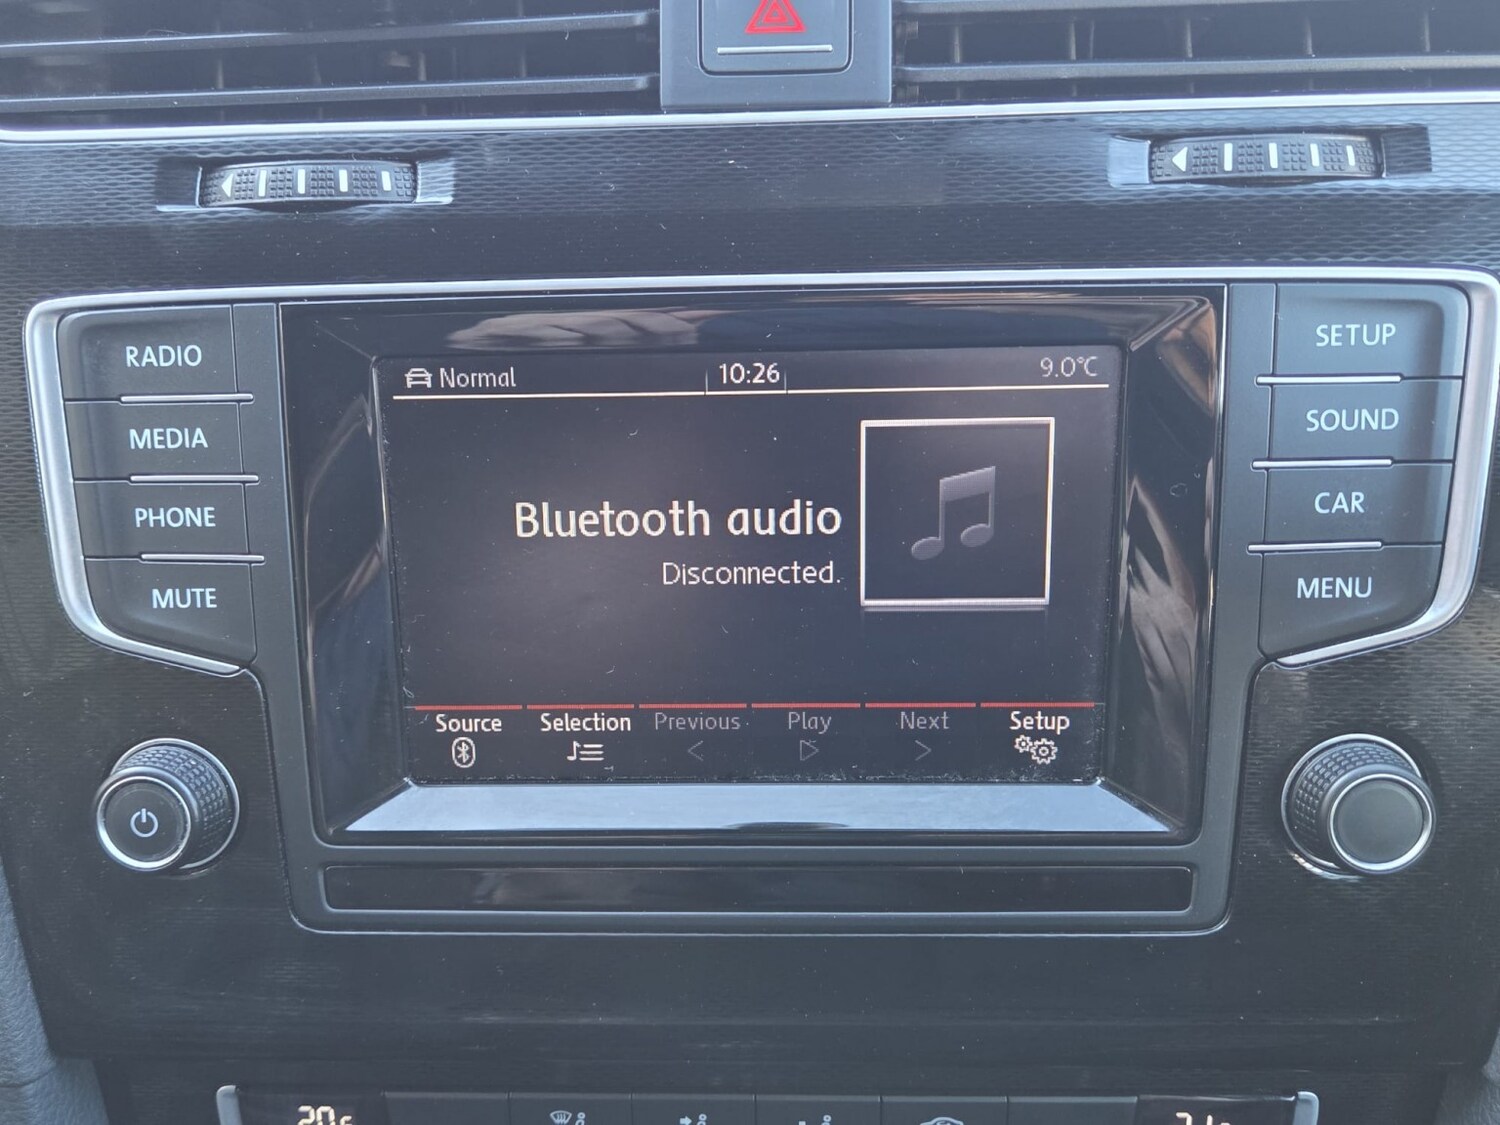 RADIO
MEDIA
PHONE
MUTE
Normal
10:26
9.0°C
Bluetooth audio
Disconnected.
Source
Selection
Previous
Play
Next
Setup
SETUP
SOUND
CAR
MENU